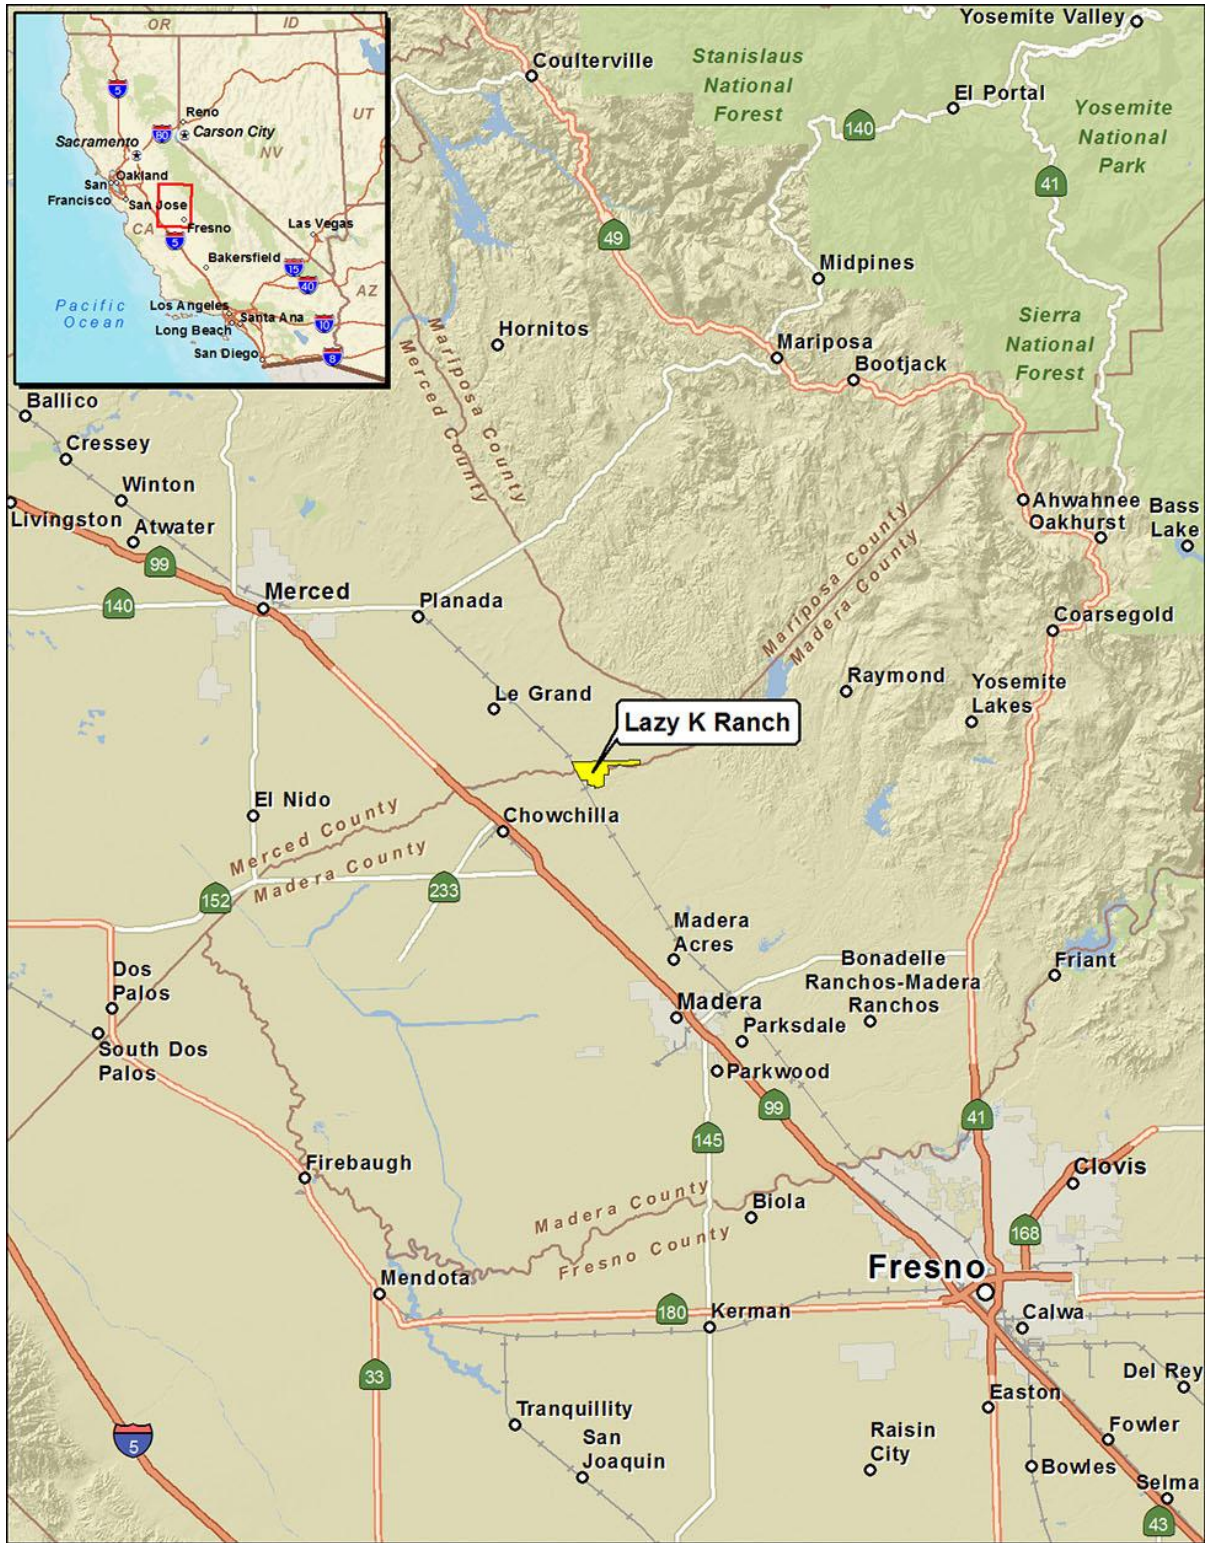 OR
ID
5
Reno
UT
80
Carson City
Sacramento
NV
Oakland
San
Francisco
San Jose
CA
Fresno
5
Las Vegas
Bakersfield
15
40
AZ
Pacific
Ocean
Los Angeles
Santa Ana
Long Beach
10
San Diego
8
Yosemite Valley
Coulterville
Stanislaus
National
Forest
El Portal
140
Yosemite
National
Park
41
49
Midpines
Hornitos
Mariposa
Sierra
National
Forest
Bootjack
Mariposa County
Merced County
Ballico
Cressey
Winton
Livingston
Atwater
99
Ahwahnee
Oakhurst
Bass
Lake
Mariposa County
Madera County
140
Merced
Planada
Coarsegold
Raymond
Yosemite
Lakes
Le Grand
Lazy K Ranch
El Nido
Chowchilla
Merced County
Madera County
152
233
Madera
Acres
Bonadelle
Ranchos-Madera
Ranchos
Friant
Dos
Palos
Madera
Parksdale
South Dos
Palos
Parkwood
99
41
145
Firebaugh
Clovis
Madera County
Biola
Fresno County
168
Mendota
Fresno
180
Kerman
Calwa
33
Del Rey
Easton
Tranquillity
San
Joaquin
Raisin
City
Fowler
5
Bowles
Selma
43